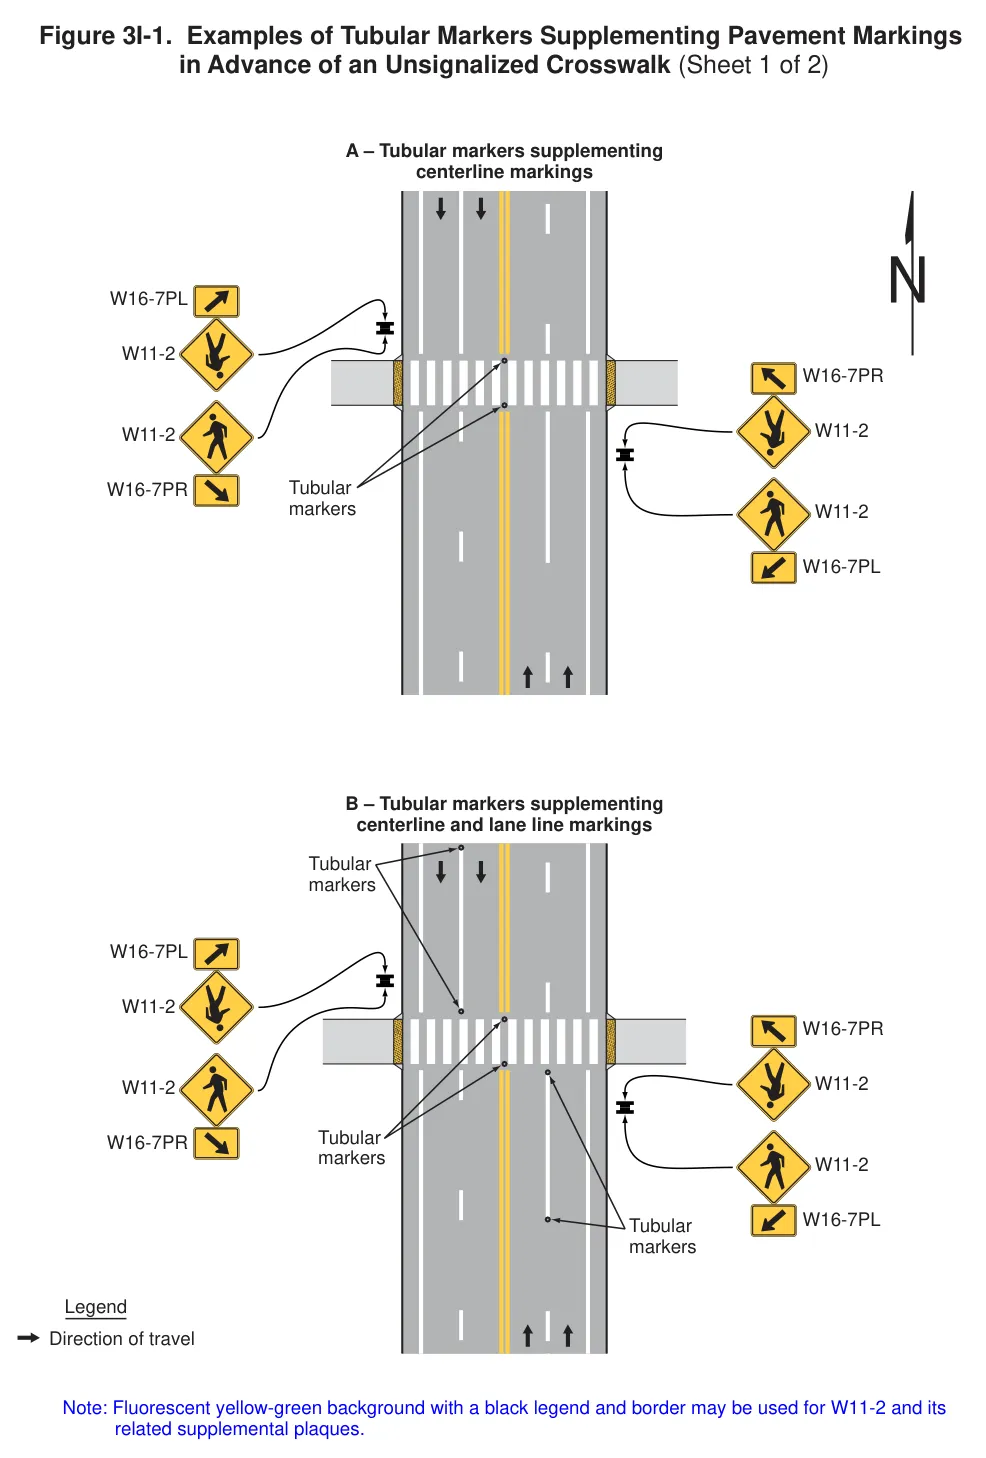 Figure 3I-1.  Examples of Tubular Markers Supplementing Pavement Markings
in Advance of an Unsignalized Crosswalk (Sheet 1 of 2)
A – Tubular markers supplementing
centerline markings
N
W16-7PL
W11-2
W11-2
W16-7PR
Tubular
markers
W16-7PR
W11-2
W11-2
W16-7PL
B – Tubular markers supplementing
centerline and lane line markings
Tubular
markers
W16-7PL
W11-2
W11-2
W16-7PR
Tubular
markers
W16-7PR
W11-2
W11-2
W16-7PL
Tubular
markers
Legend
Direction of travel
Note: Fluorescent yellow-green background with a black legend and border may be used for W11-2 and its
related supplemental plaques.